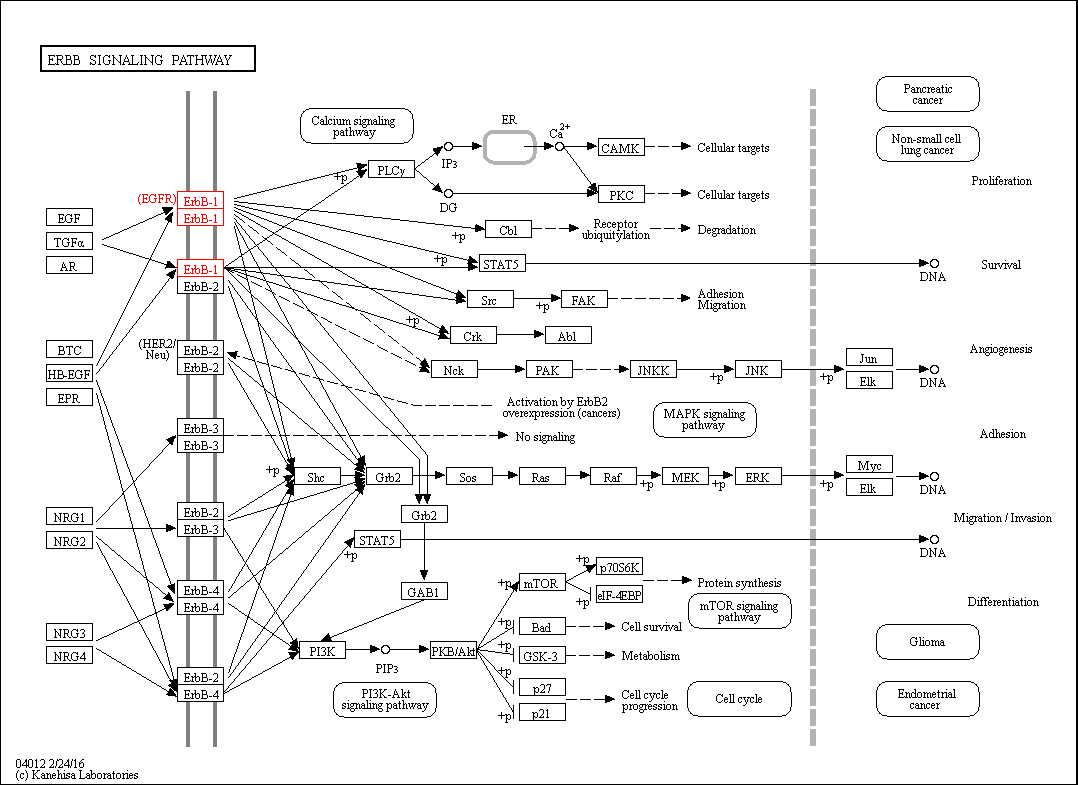 ERBB SIGNALING PATHWAY
Pancreatic
cancer
Calcium signaling
pathway
ER
Ca2+
Non-small cell
lung cancer
CAMK
Cellular targets
IP3
PLCγ
+p
Proliferation
(EGFR)
ErbB-1
ErbB-1
DG
PKC
Cellular targets
EGF
TGFα
AR
Cbl
+p
Receptor
ubiquitylation
Degradation
ErbB-1
ErbB-2
+p
STAT5
DNA
Survival
Src
+p
FAK
Adhesion
Migration
+p
Crk
Abl
BTC
HB-EGF
EPR
(HER2/
Neu)
ErbB-2
ErbB-2
Nck
PAK
JNKK
+p
JNK
+p
Jun
Elk
DNA
Angiogenesis
Activation by ErbB2
overexpression (cancers)
MAPK signaling
pathway
ErbB-3
ErbB-3
No signaling
Adhesion
+p
Shc
Grb2
Sos
Ras
Raf
+p
MEK
+p
ERK
+p
Myc
Elk
DNA
NRG1
NRG2
ErbB-2
ErbB-3
Grb2
Migration / Invasion
STAT5
+p
DNA
ErbB-4
ErbB-4
GAB1
+p
mTOR
+p
p70S6K
+p
eIF-4EBP
Protein synthesis
mTOR signaling
pathway
Differentiation
NRG3
NRG4
+p
Bad
Cell survival
Glioma
PI3K
PIP3
PKB/Akt
+p
GSK-3
Metabolism
ErbB-2
ErbB-4
PI3K-Akt
signaling pathway
+p
p27
+p
p21
Cell cycle
progression
Cell cycle
Endometrial
cancer
04012 2/24/16
(c) Kanehisa Laboratories